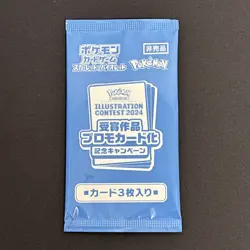 ポケモンカードゲーム
スカーレット&バイオレット
非売品
Pokémon
Pokémon
ILLUSTRATION
CONTEST 2024
受賞作品
プロモカード化
記念キャンペーン
■カード3枚入り■